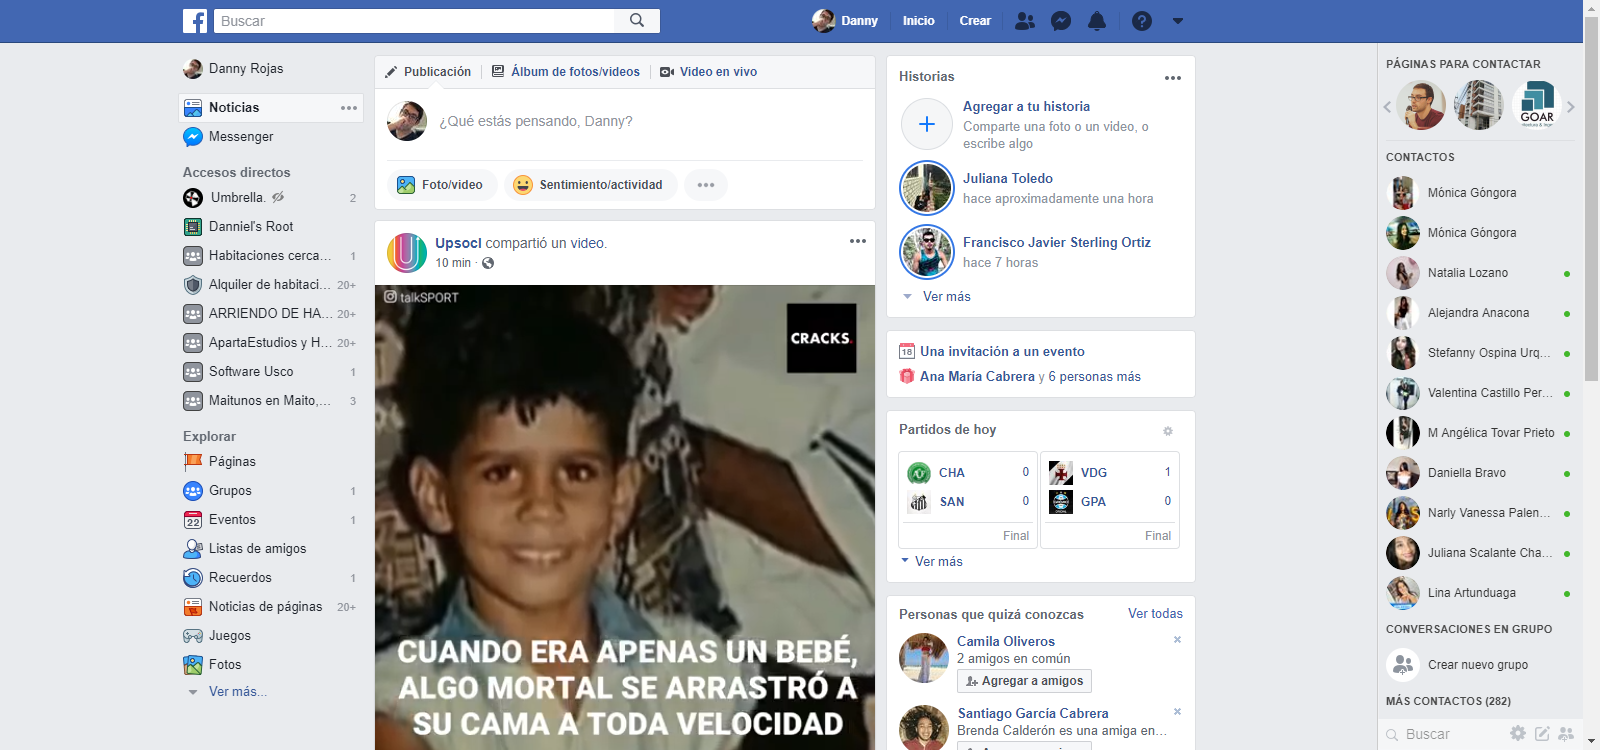 Buscar
Danny
Inicio
Crear
Danny Rojas
Noticias
Messenger
Accesos directos
Umbrella. 2
Danniel's Root
Habitaciones cerca... 1
Alquiler de habitaci... 20+
ARRIENDO DE HA... 20+
ApartaEstudios y H... 20+
Software Usco 1
Maitunos en Maito,... 3
Explorar
Páginas
Grupos 1
22 Eventos 1
Listas de amigos
Recuerdos 1
Noticias de páginas 20+
Juegos
Fotos
Ver más...
Publicación
Álbum de fotos/videos
Video en vivo
¿Qué estás pensando, Danny?
Foto/video
Sentimiento/actividad
Upsocl compartió un video.
10 min ·
talkSPORT
CRACKS.
CUANDO ERA APENAS UN BEBÉ,
ALGO MORTAL SE ARRASTRÓ A
SU CAMA A TODA VELOCIDAD
Historias
Agregar a tu historia
Comparte una foto o un video, o
escribe algo
Juliana Toledo
hace aproximadamente una hora
Francisco Javier Sterling Ortiz
hace 7 horas
Ver más
18 Una invitación a un evento
Ana María Cabrera y 6 personas más
Partidos de hoy
CHA 0
SAN 0
Final
VDG 1
GPA 0
Final
Ver más
Personas que quizá conozcas
Ver todas
Camila Oliveros
2 amigos en común
Agregar a amigos
Santiago García Cabrera
Brenda Calderón es una amiga en...
PÁGINAS PARA CONTACTAR
GOAR
CONTACTOS
Mónica Góngora
Mónica Góngora
Natalia Lozano
Alejandra Anacona
Stefanny Ospina Urq...
Valentina Castillo Per...
M Angélica Tovar Prieto
Daniella Bravo
Narly Vanessa Palen...
Juliana Scalante Cha...
Lina Artunduaga
CONVERSACIONES EN GRUPO
Crear nuevo grupo
MÁS CONTACTOS (282)
Buscar